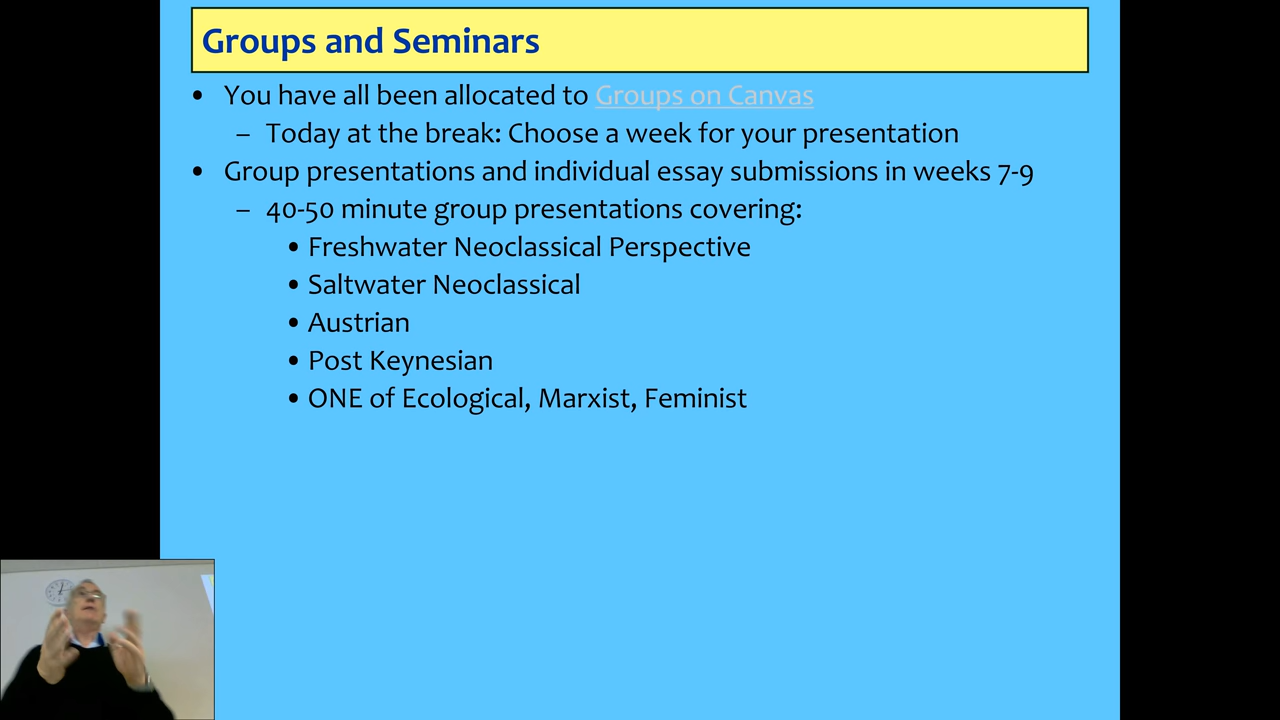 Groups and Seminars
• You have all been allocated to Groups on Canvas
– Today at the break: Choose a week for your presentation
• Group presentations and individual essay submissions in weeks 7-9
– 40-50 minute group presentations covering:
• Freshwater Neoclassical Perspective
• Saltwater Neoclassical
• Austrian
• Post Keynesian
• ONE of Ecological, Marxist, Feminist